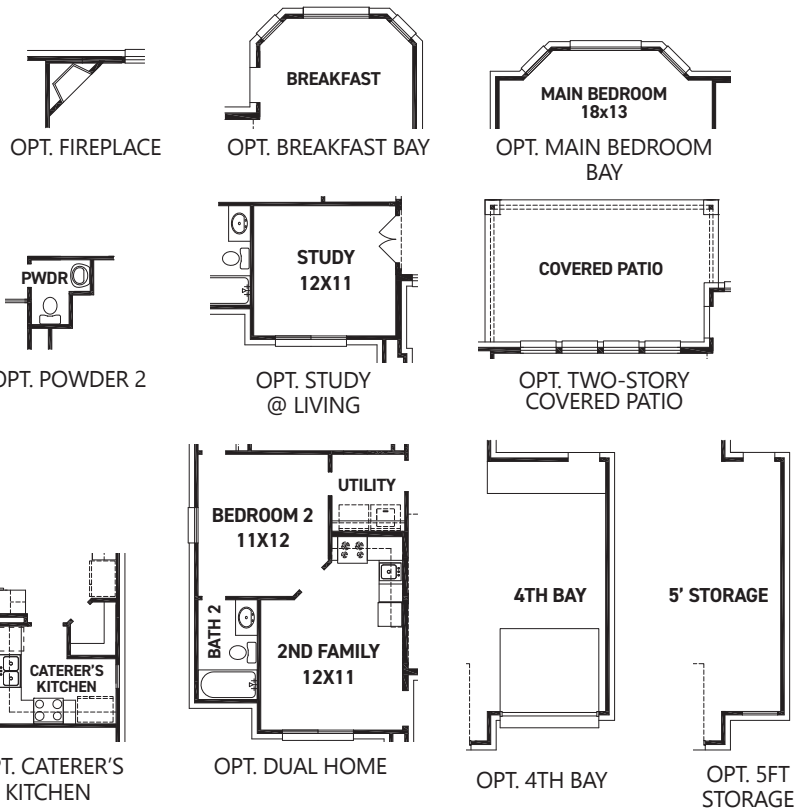 BREAKFAST
MAIN BEDROOM
18x13
OPT. FIREPLACE
OPT. BREAKFAST BAY
OPT. MAIN BEDROOM
BAY
PWDR
STUDY
12X11
COVERED PATIO
OPT. POWDER 2
OPT. STUDY
@ LIVING
OPT. TWO-STORY
COVERED PATIO
BEDROOM 2
11X12
UTILITY
BATH 2
2ND FAMILY
12X11
4TH BAY
5' STORAGE
CATERER'S
KITCHEN
OPT. CATERER'S
KITCHEN
OPT. DUAL HOME
OPT. 4TH BAY
OPT. 5FT
STORAGE